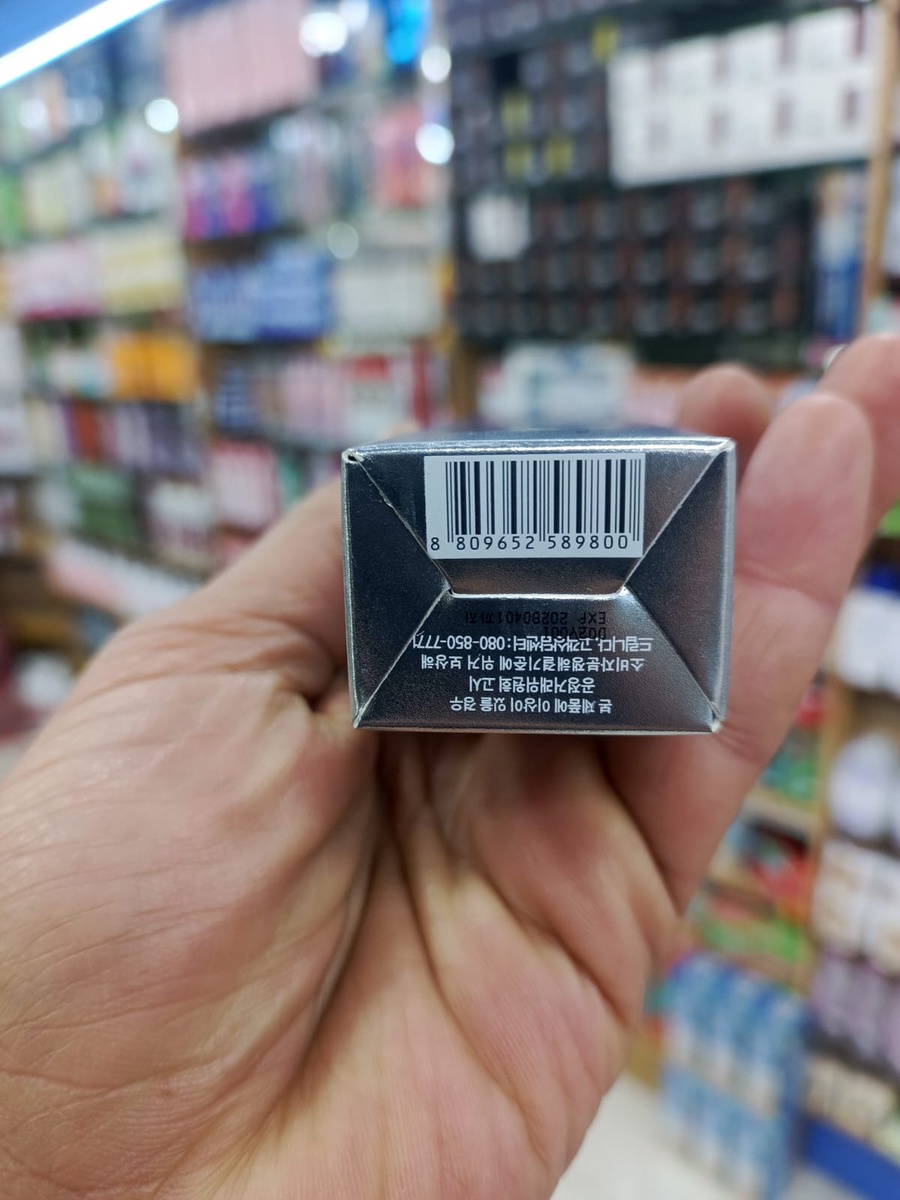 8 809652 589800
본 제품에 이상이 있을 경우
공정거래위원회 고시
소비자분쟁해결기준에 의거 보상해
드립니다. 고객상담센터:080-850-7771
EXP 20280401까지